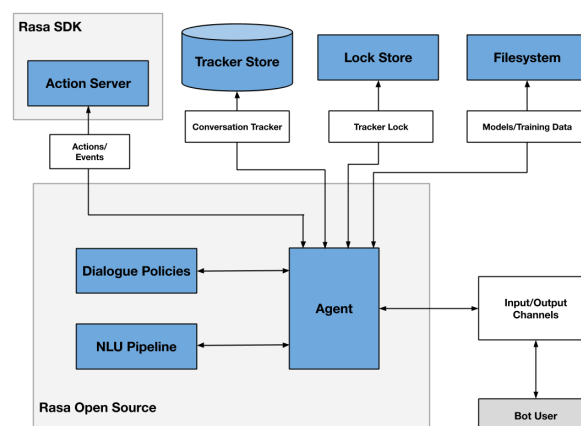 Rasa SDK
Action Server
Tracker Store
Lock Store
Filesystem
Actions/
Events
Conversation Tracker
Tracker Lock
Models/Training Data
Dialogue Policies
NLU Pipeline
Agent
Input/Output
Channels
Rasa Open Source
Bot User